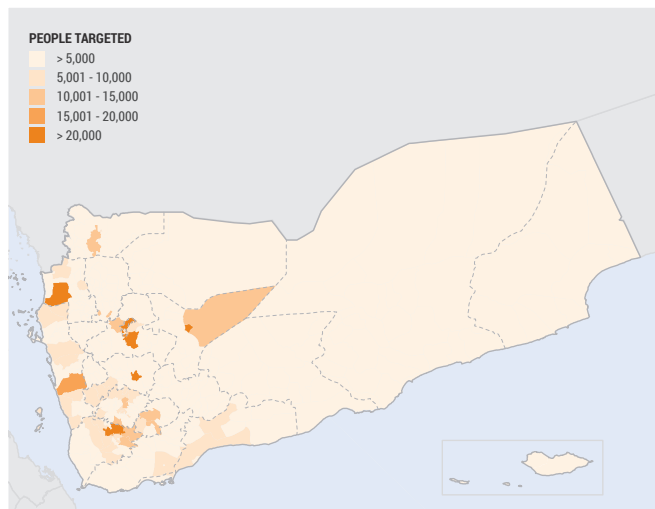 PEOPLE TARGETED
> 5,000
5,001 - 10,000
10,001 - 15,000
15,001 - 20,000
> 20,000